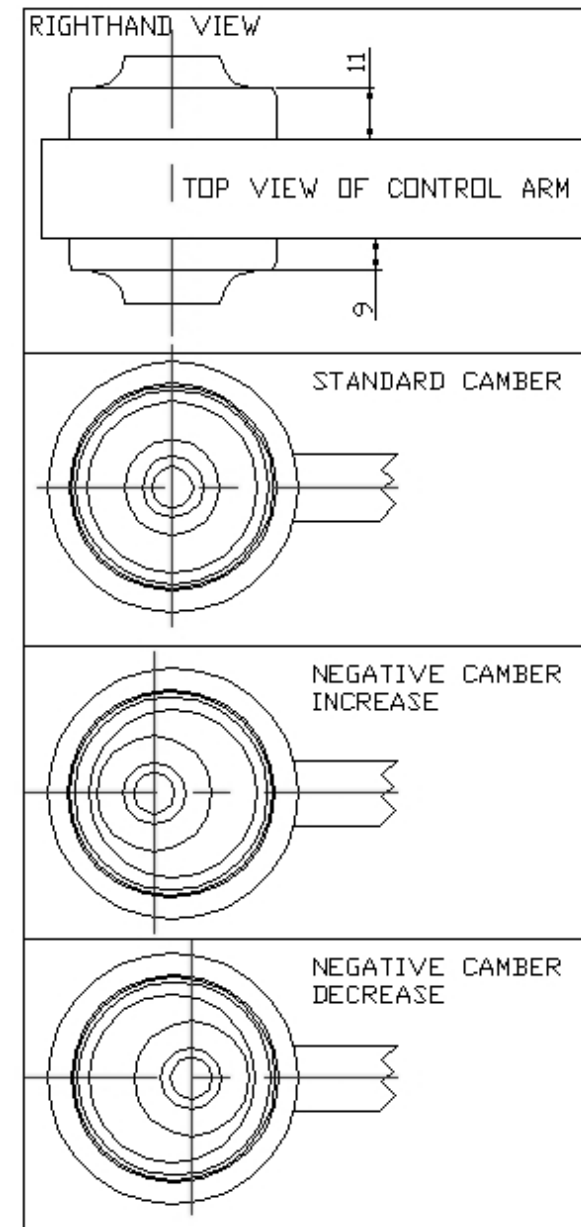 RIGHTHAND VIEW
11
TOP VIEW OF CONTROL ARM
9
STANDARD CAMBER
NEGATIVE CAMBER
INCREASE
NEGATIVE CAMBER
DECREASE